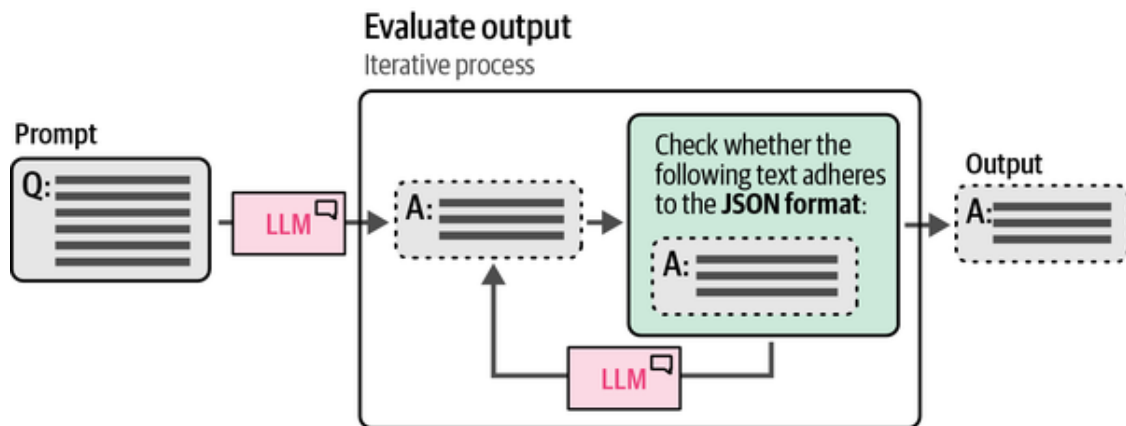 Evaluate output
Iterative process
Prompt
Q:
LLM
A:
Check whether the
following text adheres
to the JSON format:
A:
LLM
Output
A: